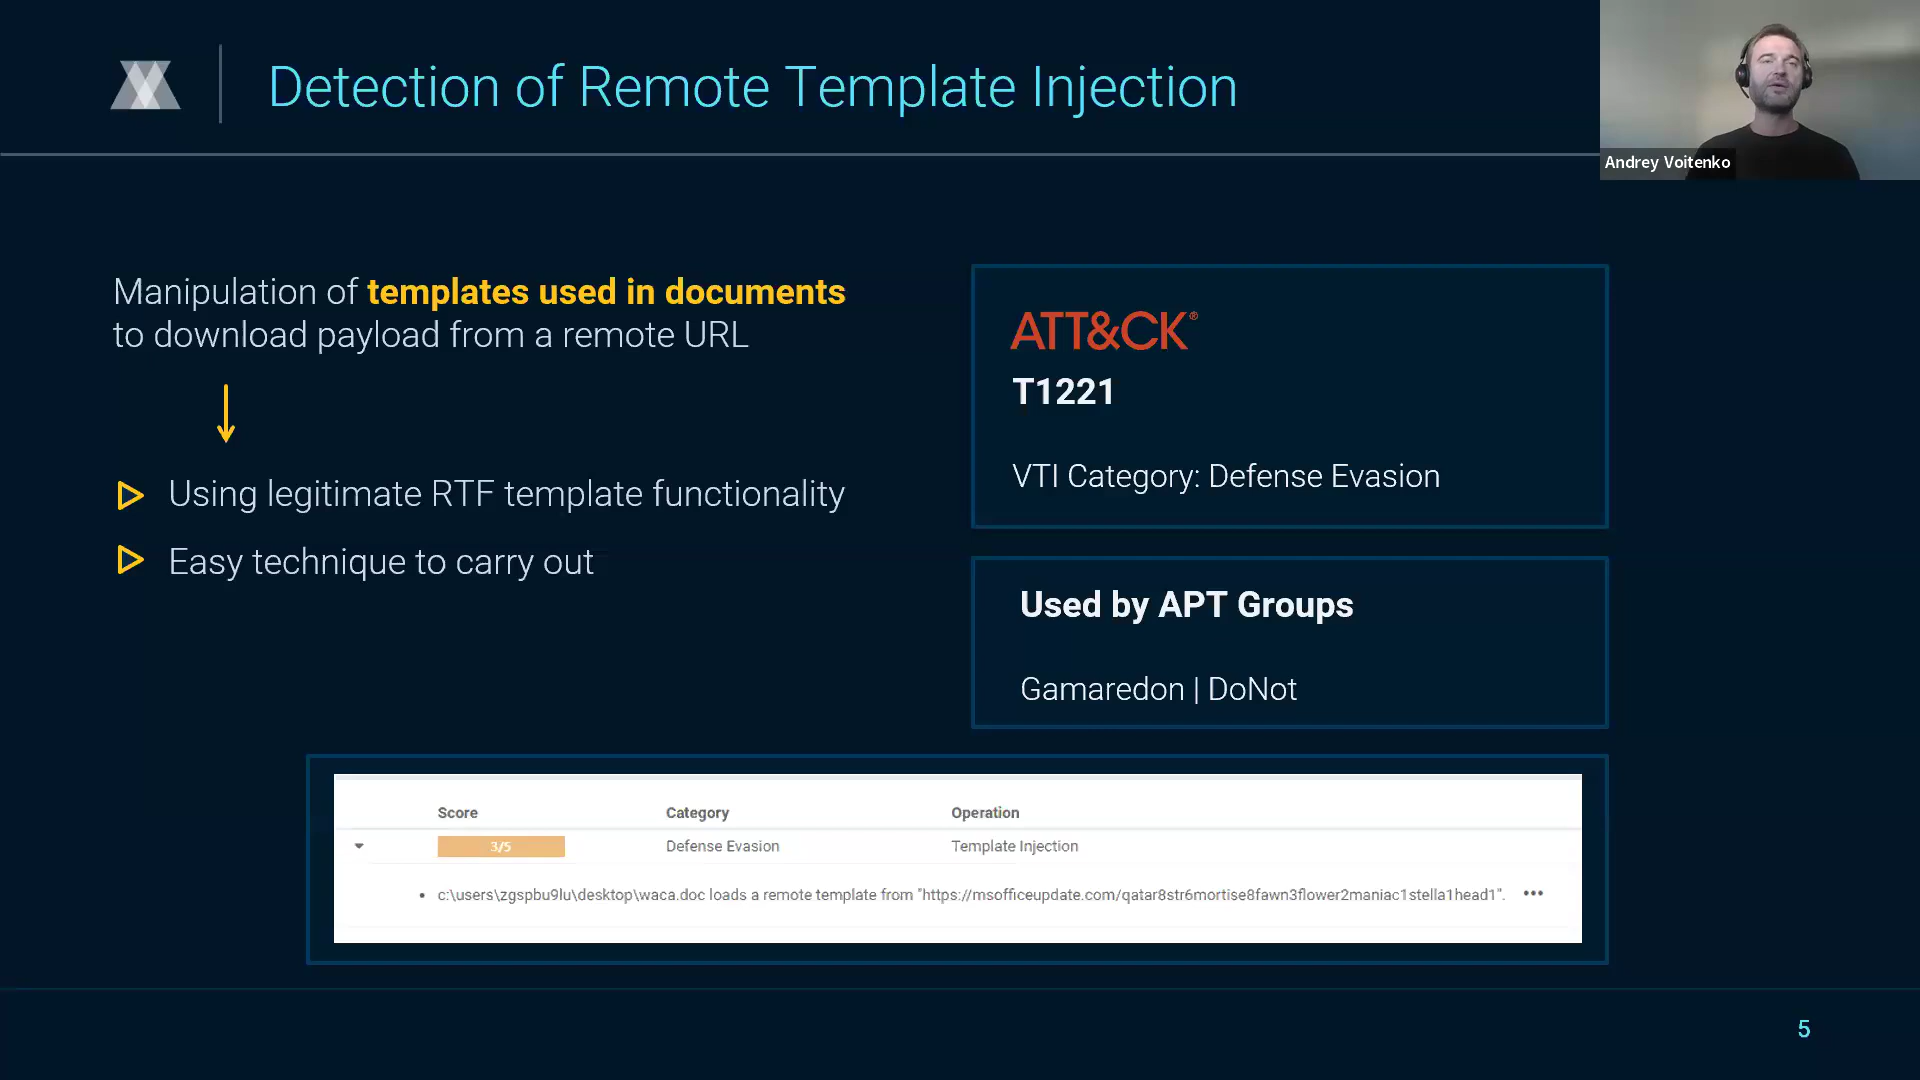 Detection of Remote Template Injection
Andrey Voitenko
Manipulation of templates used in documents
to download payload from a remote URL
Using legitimate RTF template functionality
Easy technique to carry out
ATT&CK®
T1221
VTI Category: Defense Evasion
Used by APT Groups
Gamaredon | DoNot
Score Category Operation
3/5 Defense Evasion Template Injection
• c:\users\zgspbu9lu\desktop\waca.doc loads a remote template from "https://msofficeupdate.com/qatar8str6mortise8fawn3flower2maniac1stella1head1".
5